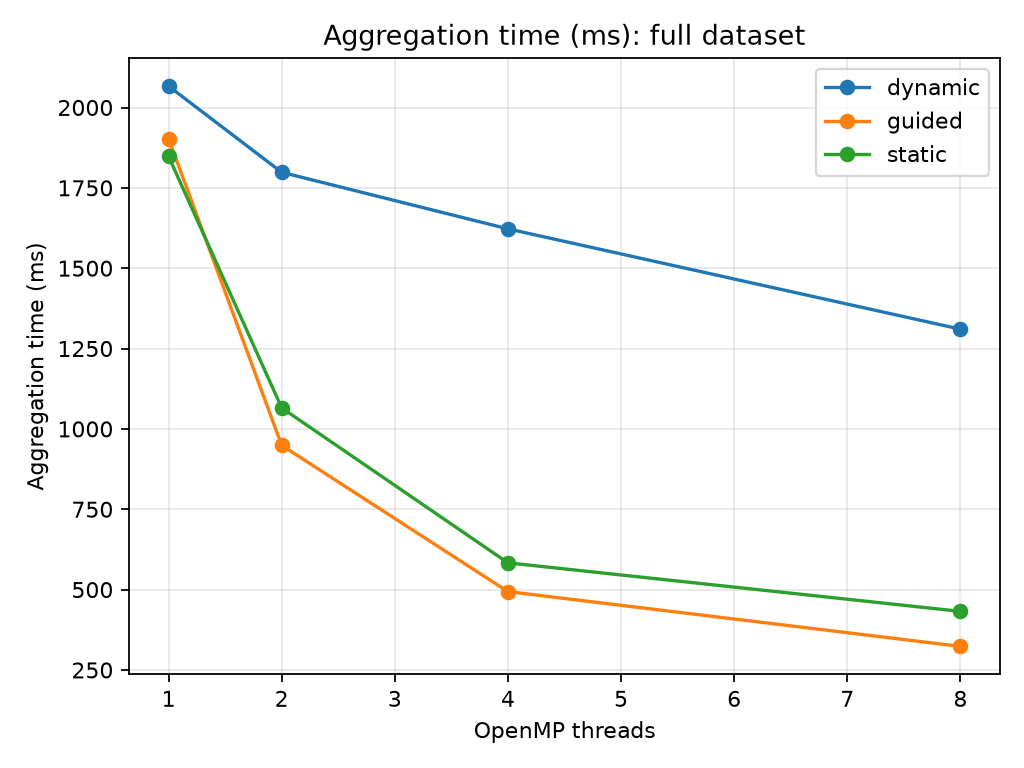 Aggregation time (ms): full dataset
dynamic
guided
static
Aggregation time (ms)
2000
1750
1500
1250
1000
750
500
250
1 2 3 4 5 6 7 8
OpenMP threads